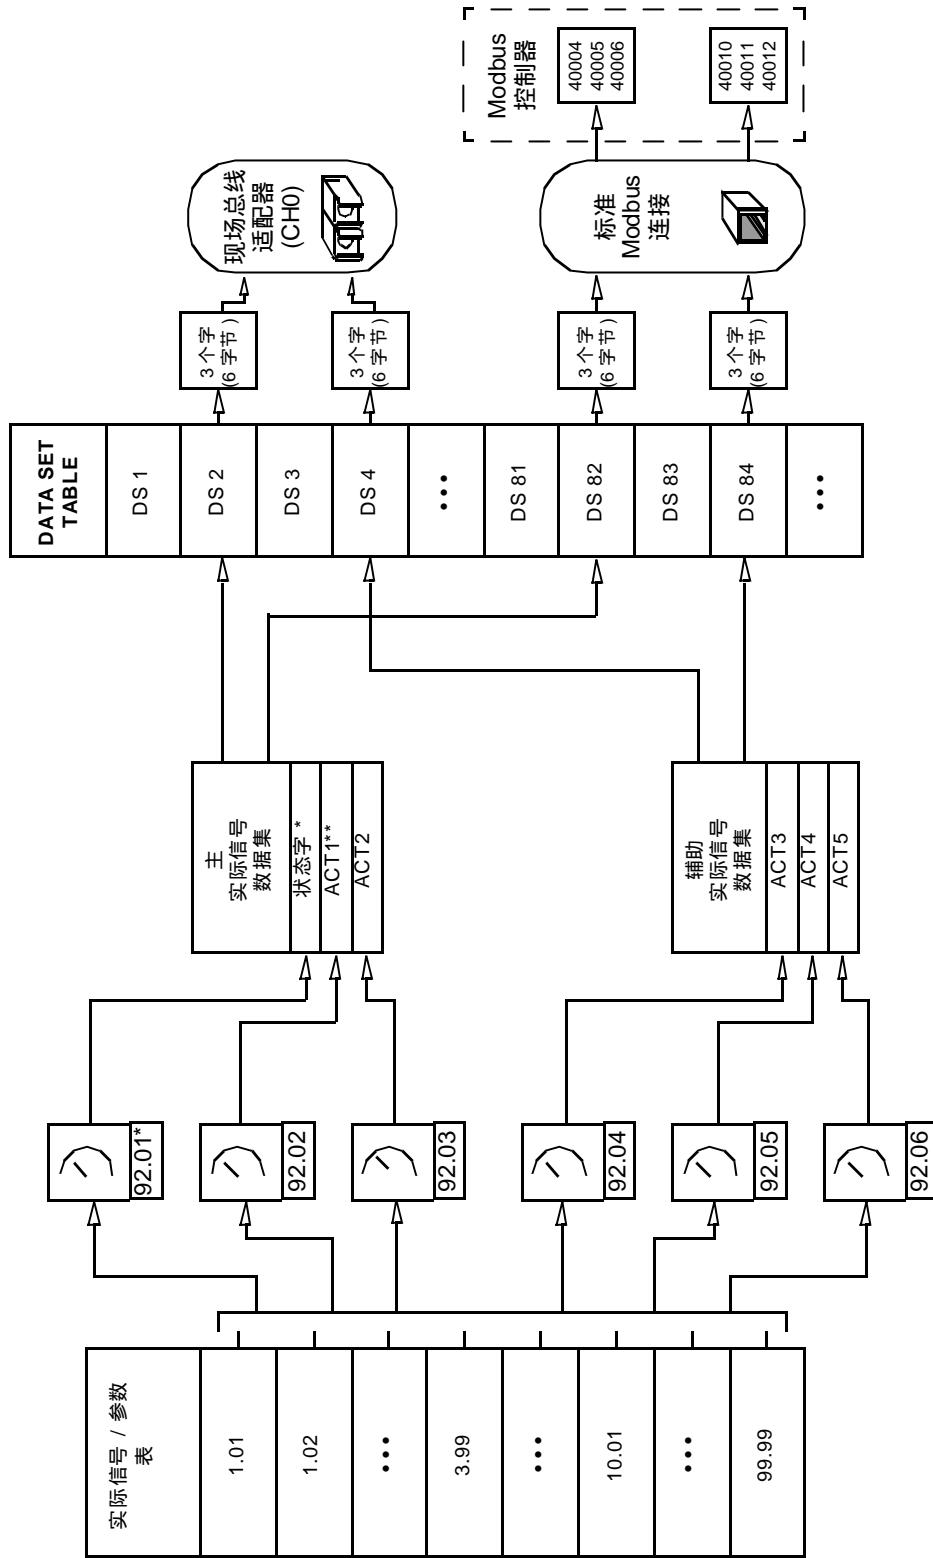 实际信号 / 参数
表
1.01
1.02
•••
3.99
•••
10.01
•••
99.99
92.01*
92.02
92.03
92.04
92.05
92.06
主
实际信号
数据集
状态字 *
ACT1**
ACT2
辅助
实际信号
数据集
ACT3
ACT4
ACT5
DATA SET
TABLE
DS 1
DS 2
DS 3
DS 4
•••
DS 81
DS 82
DS 83
DS 84
•••
3 个字
(6 字节 )
3 个字
(6 字节 )
3 个字
(6 字节 )
3 个字
(6 字节 )
现场总线
适配器
(CH0)
标准
Modbus
连接
Modbus
控制器
40004
40005
40006
40010
40011
40012